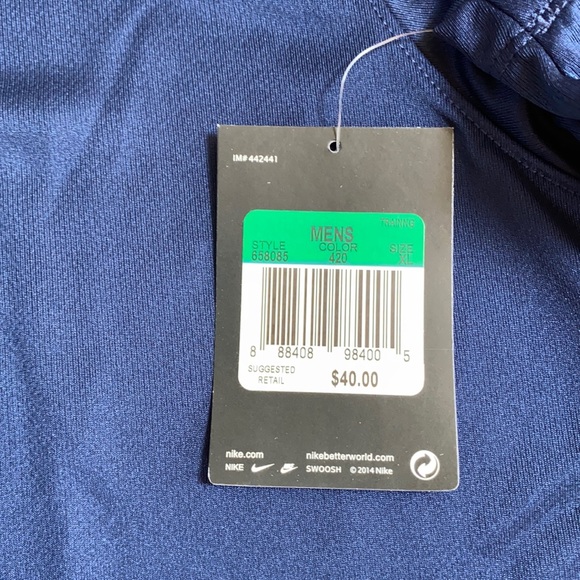 IM# 442441
MENS
STYLE COLOR SIZE
658085 420 XL
8 88408 98400 5
SUGGESTED
RETAIL $40.00
nike.com nikebetterworld.com
NIKE SWOOSH © 2014 Nike